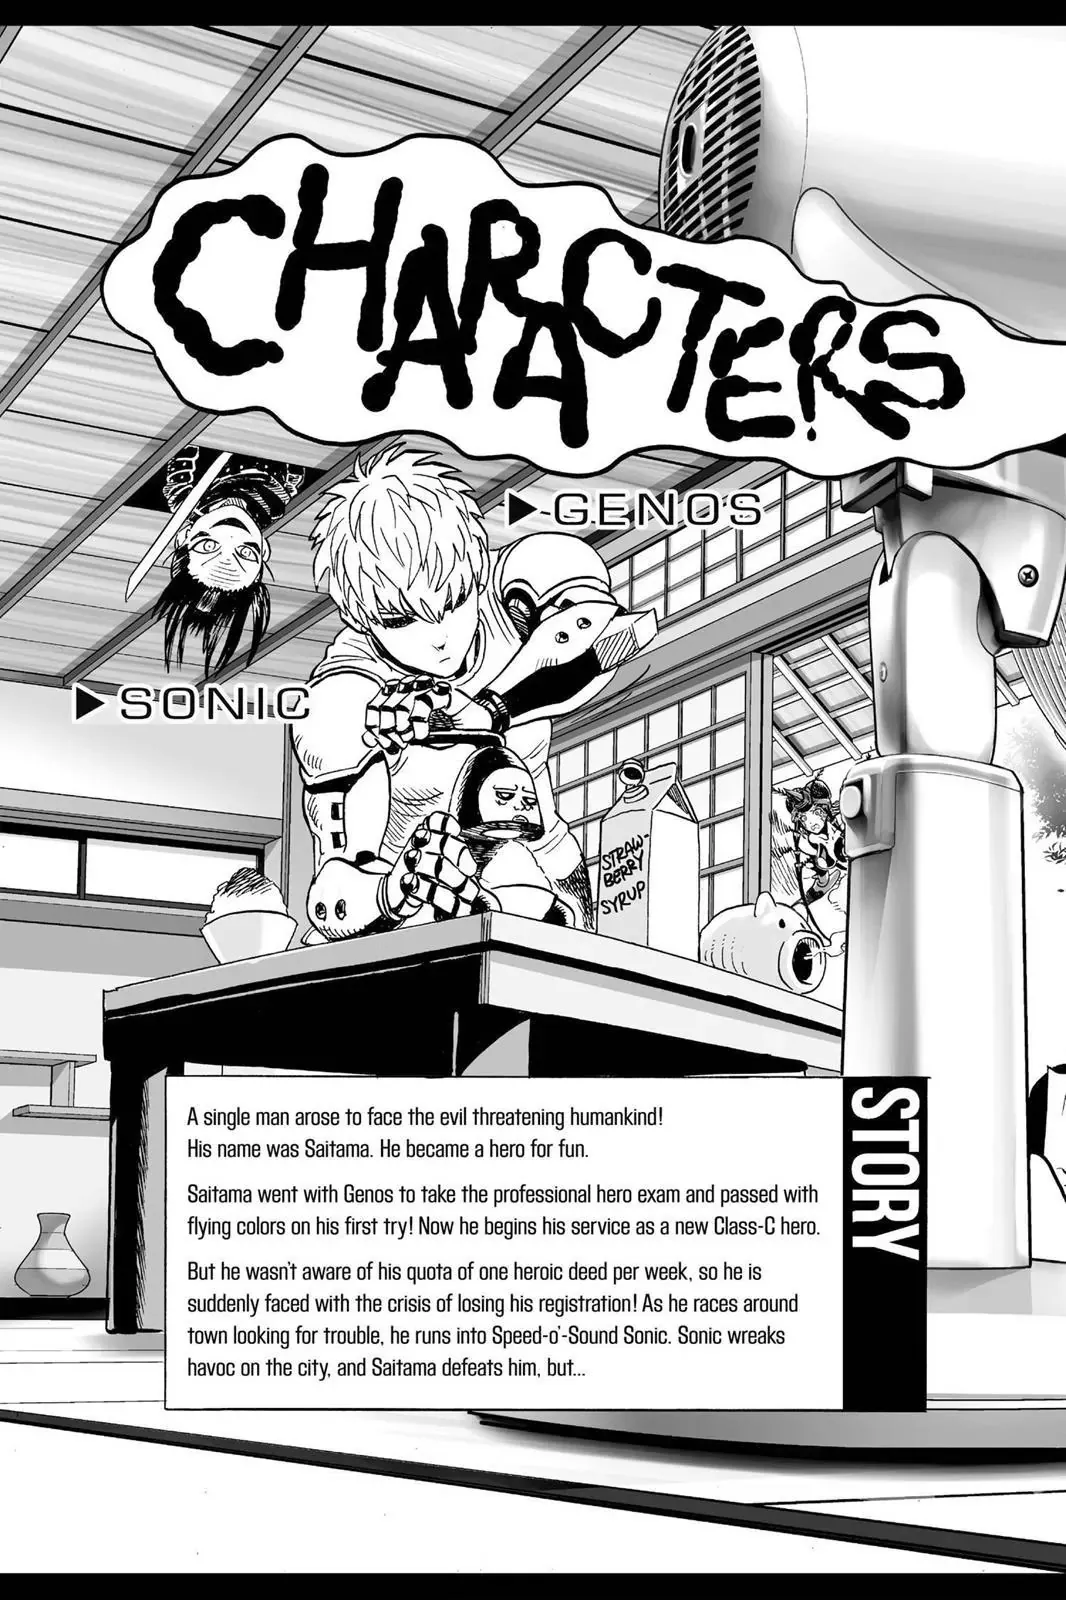 CHARACTERS
▶GENOS
▶SONIC
STRAW-
BERRY
SYRUP
STORY
A single man arose to face the evil threatening humankind!
His name was Saitama. He became a hero for fun.
Saitama went with Genos to take the professional hero exam and passed with
flying colors on his first try! Now he begins his service as a new Class-C hero.
But he wasn't aware of his quota of one heroic deed per week, so he is
suddenly faced with the crisis of losing his registration! As he races around
town looking for trouble, he runs into Speed-o'-Sound Sonic. Sonic wreaks
havoc on the city, and Saitama defeats him, but...